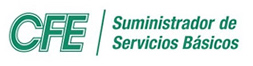 CFE
Suministrador de
Servicios Básicos